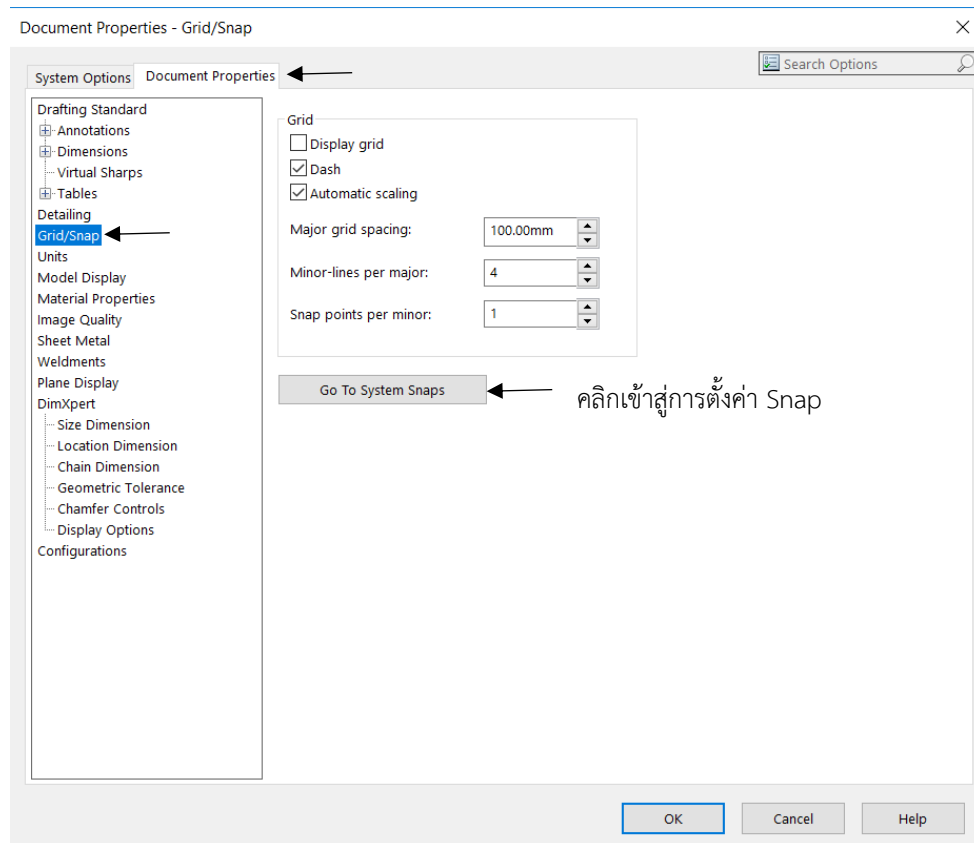 Document Properties - Grid/Snap
Search Options
System Options Document Properties
Drafting Standard
Annotations
Dimensions
Virtual Sharps
Tables
Detailing
Grid/Snap
Units
Model Display
Material Properties
Image Quality
Sheet Metal
Weldments
Plane Display
DimXpert
Size Dimension
Location Dimension
Chain Dimension
Geometric Tolerance
Chamfer Controls
Display Options
Configurations
Grid
Display grid
Dash
Automatic scaling
Major grid spacing: 100.00mm
Minor-lines per major: 4
Snap points per minor: 1
Go To System Snaps
คลิกเข้าสู่การตั้งค่า Snap
OK Cancel Help